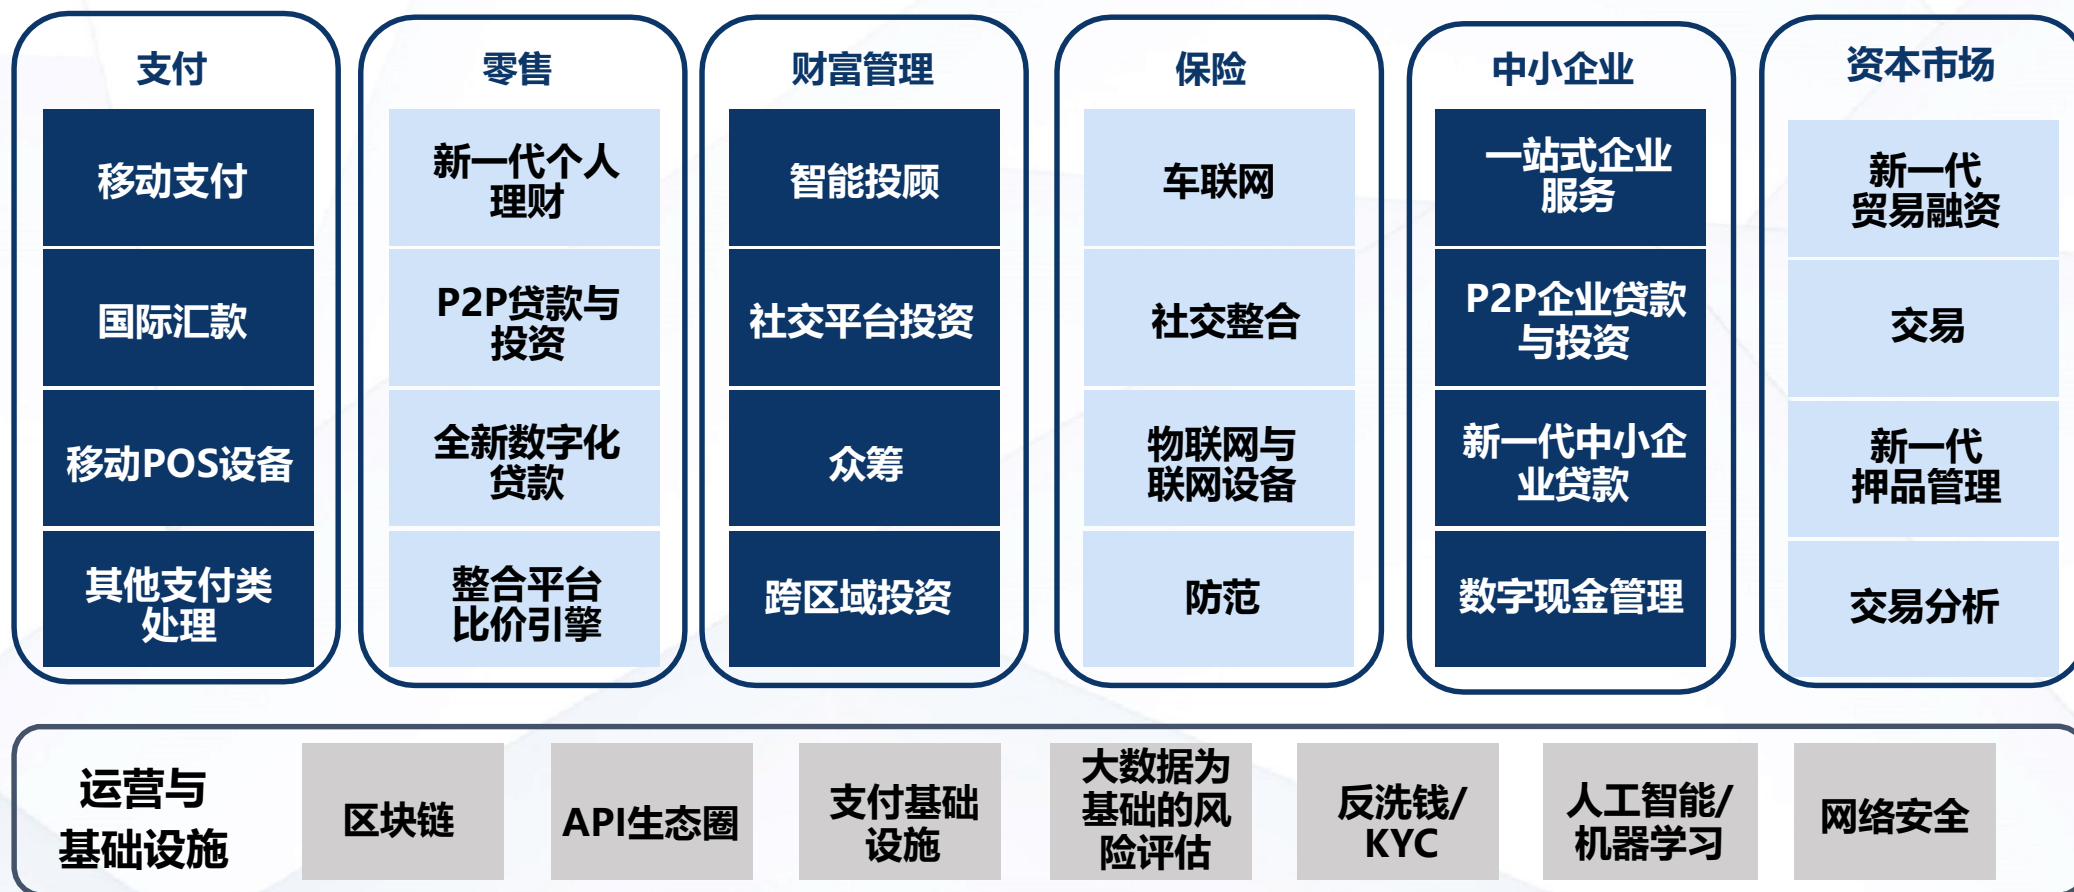 支付
移动支付
国际汇款
移动POS设备
其他支付类
处理
零售
新一代个人
理财
P2P贷款与
投资
全新数字化
贷款
整合平台
比价引擎
财富管理
智能投顾
社交平台投资
众筹
跨区域投资
保险
车联网
社交整合
物联网与
联网设备
防范
中小企业
一站式企业
服务
P2P企业贷款
与投资
新一代中小企
业贷款
数字现金管理
资本市场
新一代
贸易融资
交易
新一代
押品管理
交易分析
运营与
基础设施
区块链
API生态圈
支付基础
设施
大数据为
基础的风
险评估
反洗钱/
KYC
人工智能/
机器学习
网络安全